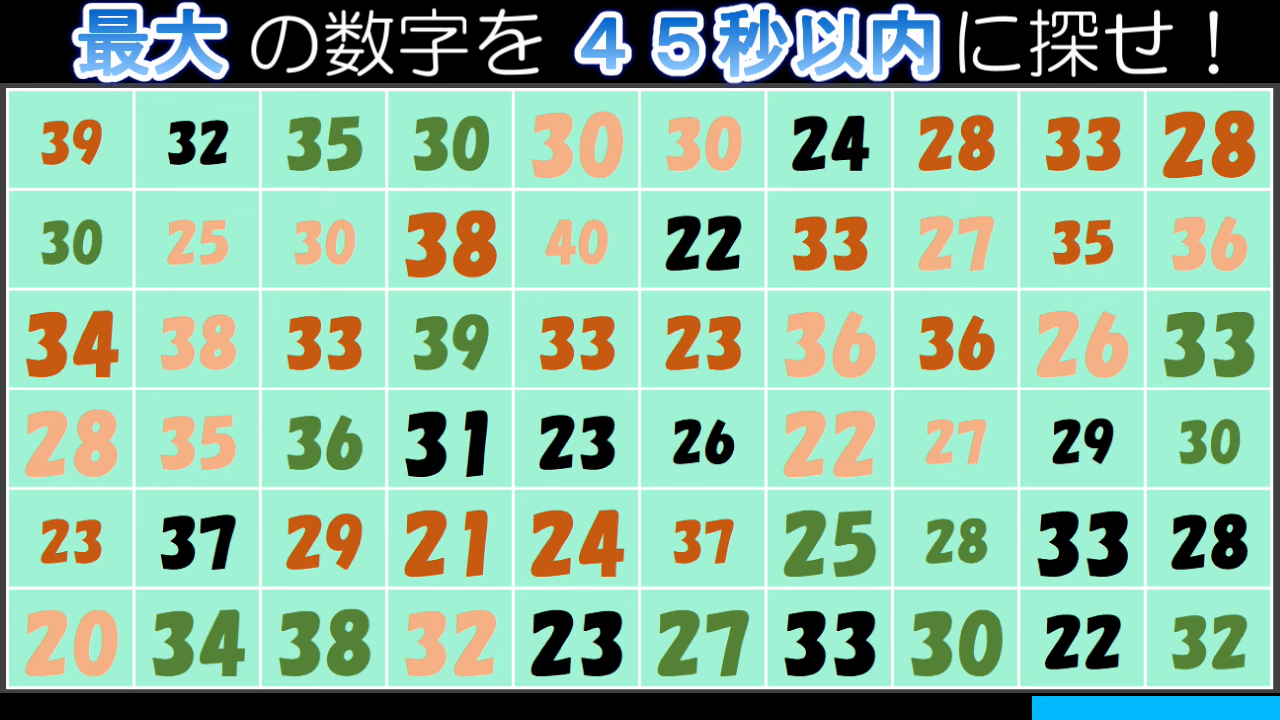 最大の数字を４５秒以内に探せ！
39 32 35 30 30 30 24 28 33 28
30 25 30 38 40 22 33 27 35 36
34 38 33 39 33 23 36 36 26 33
28 35 36 31 23 26 22 27 29 30
23 37 29 21 24 37 25 28 33 28
20 34 38 32 23 27 33 30 22 32